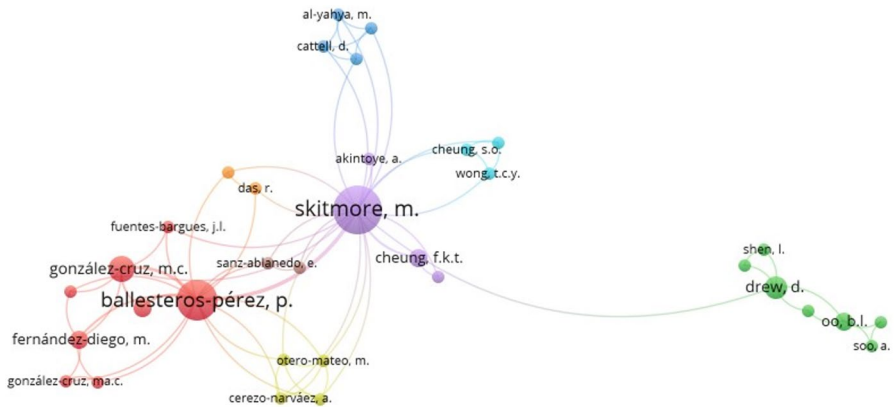 al-yahya, m.
cattell, d.
akintoye, a.
cheung, s.o.
wong, t.c.y.
das, r.
skitmore, m.
fuentes-bargues, j.l.
sanz-ablanedo, e.
cheung, f.k.t.
shen, l.
gonzález-cruz, m.c.
drew, d.
ballesteros-pérez, p.
oo, b.l.
fernández-diego, m.
soo, a.
otero-mateo, m.
gonzález-cruz, ma.c.
cerezo-narváez, a.